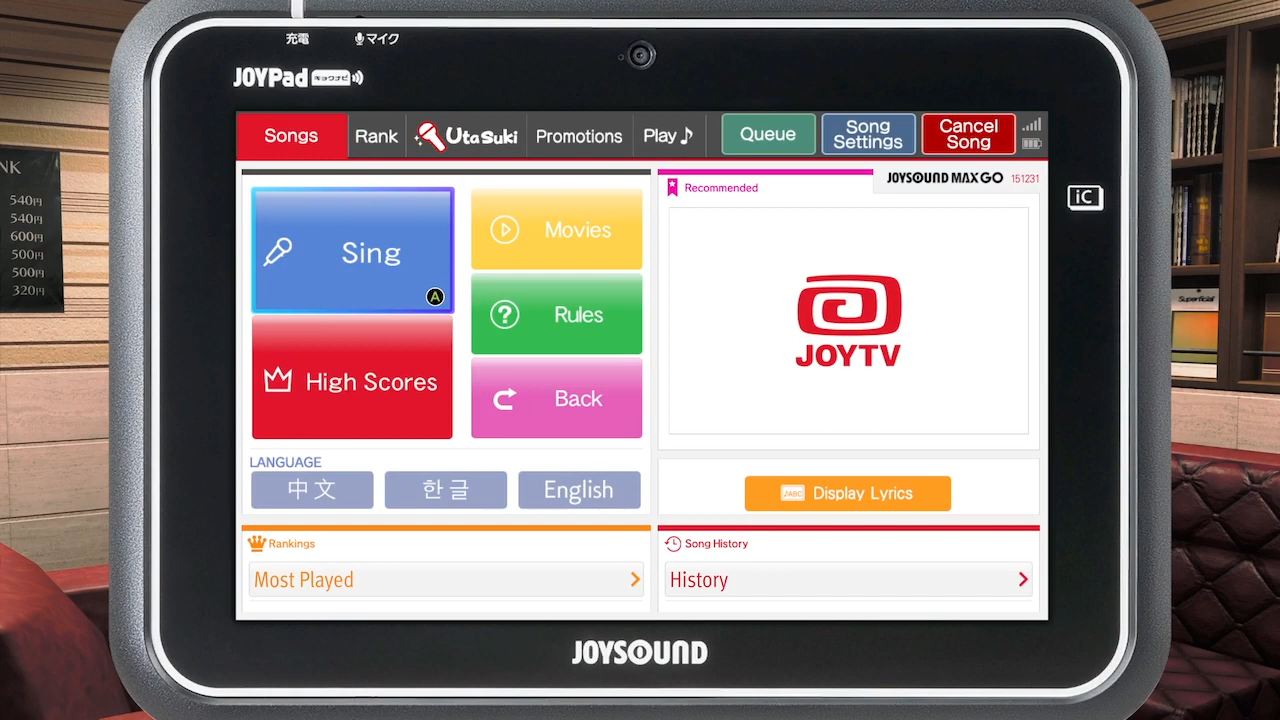 充電
マイク
JOYPad キョクナビ
Songs
Rank
UtaSuki
Promotions
Play♪
Queue
Song
Settings
Cancel
Song
NK
540円
540円
600円
500円
500円
320円
Sing
A
High Scores
Movies
Rules
Back
LANGUAGE
中文
한글
English
Recommended
JOYSOUND MAX GO 151231
JOYTV
♪ABC Display Lyrics
Rankings
Most Played
Song History
History
iC
Superficial
JOYSOUND